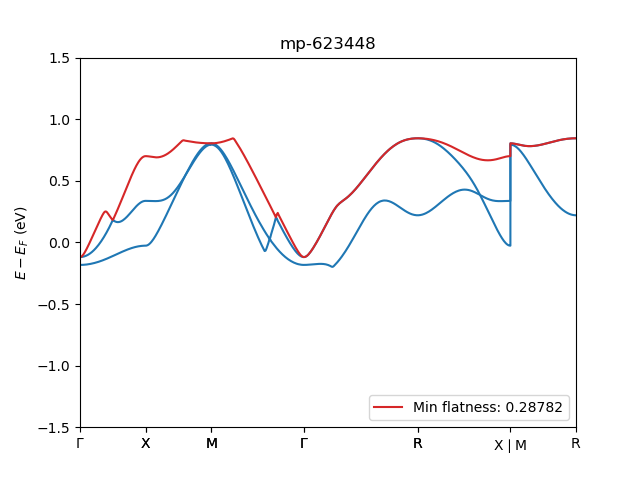 mp-623448
1.5
1.0
0.5
0.0
−0.5
−1.0
−1.5
E − E_F (eV)
Min flatness: 0.28782
Γ X M Γ R X | M R